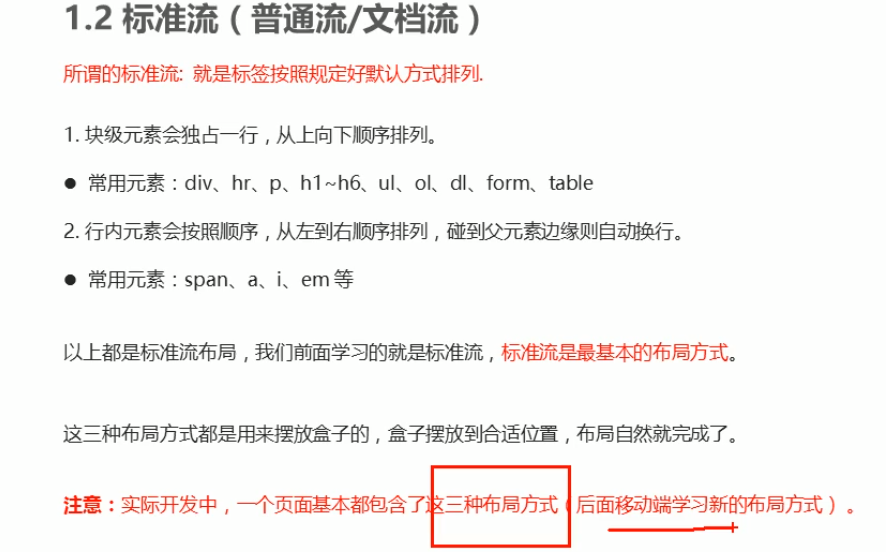 1.2 标准流（普通流/文档流）
所谓的标准流: 就是标签按照规定好默认方式排列.
1. 块级元素会独占一行，从上向下顺序排列。
● 常用元素：div、hr、p、h1~h6、ul、ol、dl、form、table
2. 行内元素会按照顺序，从左到右顺序排列，碰到父元素边缘则自动换行。
● 常用元素：span、a、i、em 等
以上都是标准流布局，我们前面学习的就是标准流，标准流是最基本的布局方式。
这三种布局方式都是用来摆放盒子的，盒子摆放到合适位置，布局自然就完成了。
注意：实际开发中，一个页面基本都包含了这三种布局方式（后面移动端学习新的布局方式）。